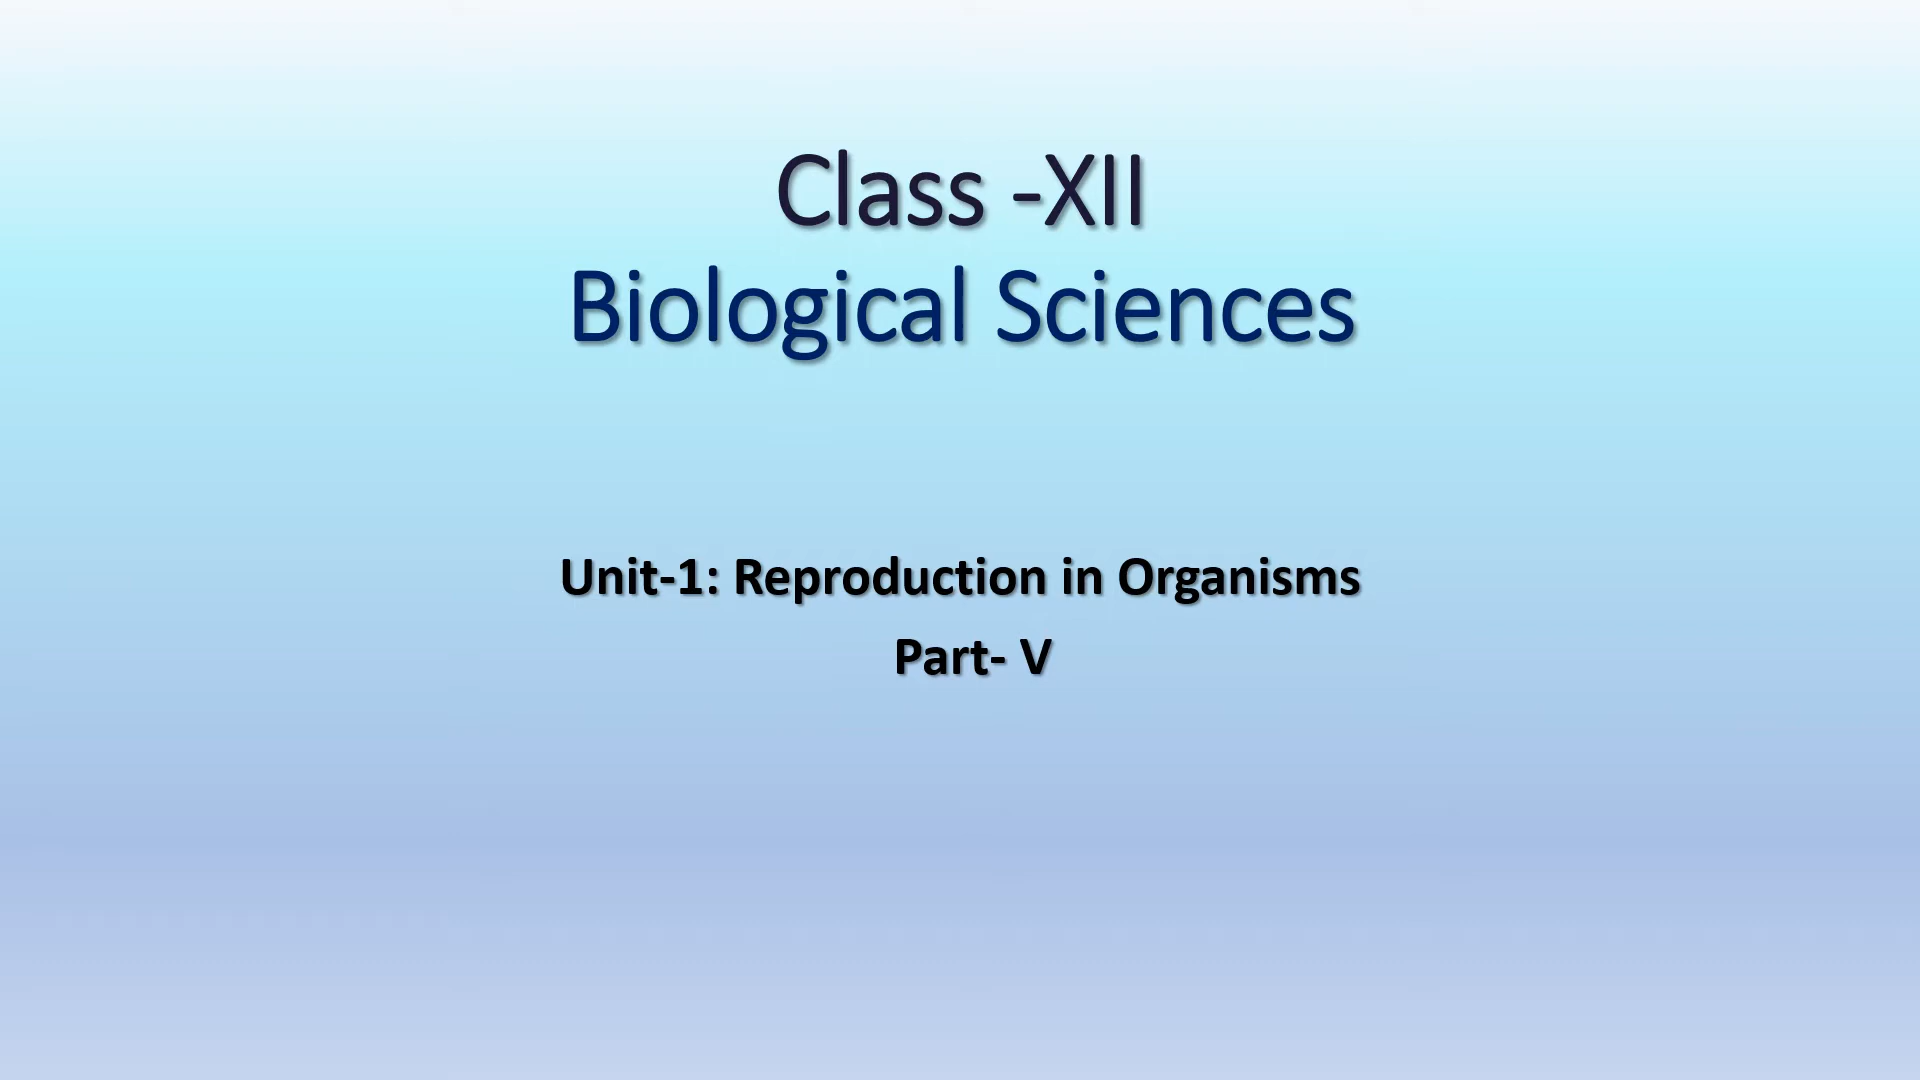 Class -XII
Biological Sciences
Unit-1: Reproduction in Organisms
Part- V